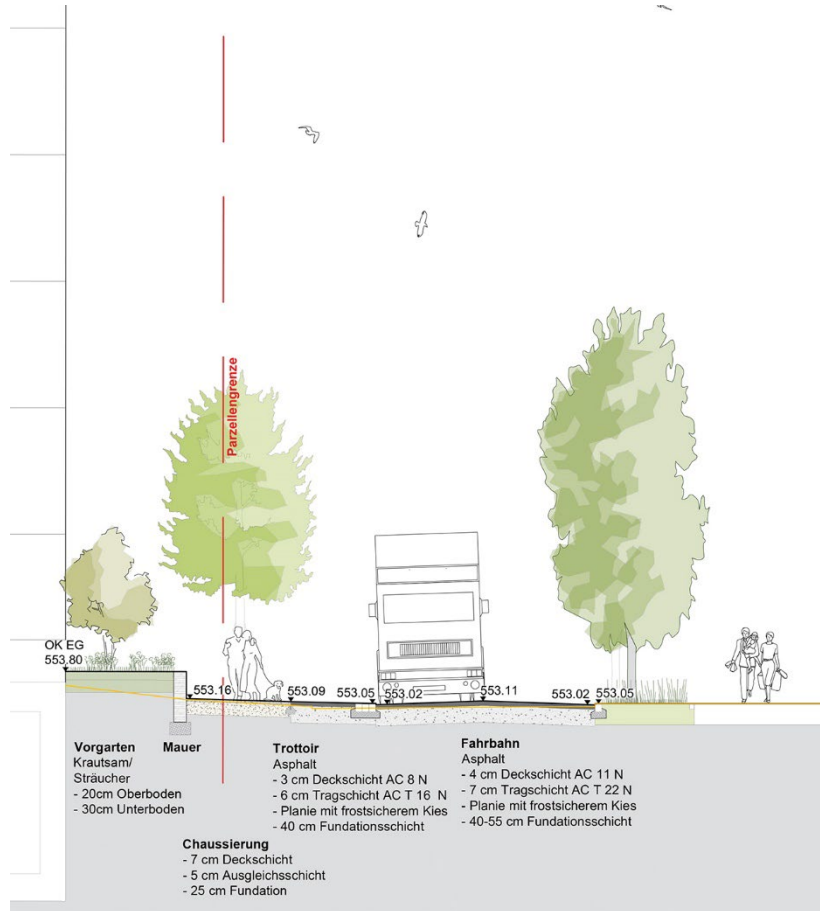 Parzellengrenze
OK EG
553.80
553.16
553.09
553.05
553.02
553.11
553.02
553.05
Vorgarten
Krautsam/
Sträucher
- 20cm Oberboden
- 30cm Unterboden
Mauer
Chaussierung
- 7 cm Deckschicht
- 5 cm Ausgleichsschicht
- 25 cm Fundation
Trottoir
Asphalt
- 3 cm Deckschicht AC 8 N
- 6 cm Tragschicht AC T 16 N
- Planie mit frostsicherem Kies
- 40 cm Fundationsschicht
Fahrbahn
Asphalt
- 4 cm Deckschicht AC 11 N
- 7 cm Tragschicht AC T 22 N
- Planie mit frostsicherem Kies
- 40-55 cm Fundationsschicht